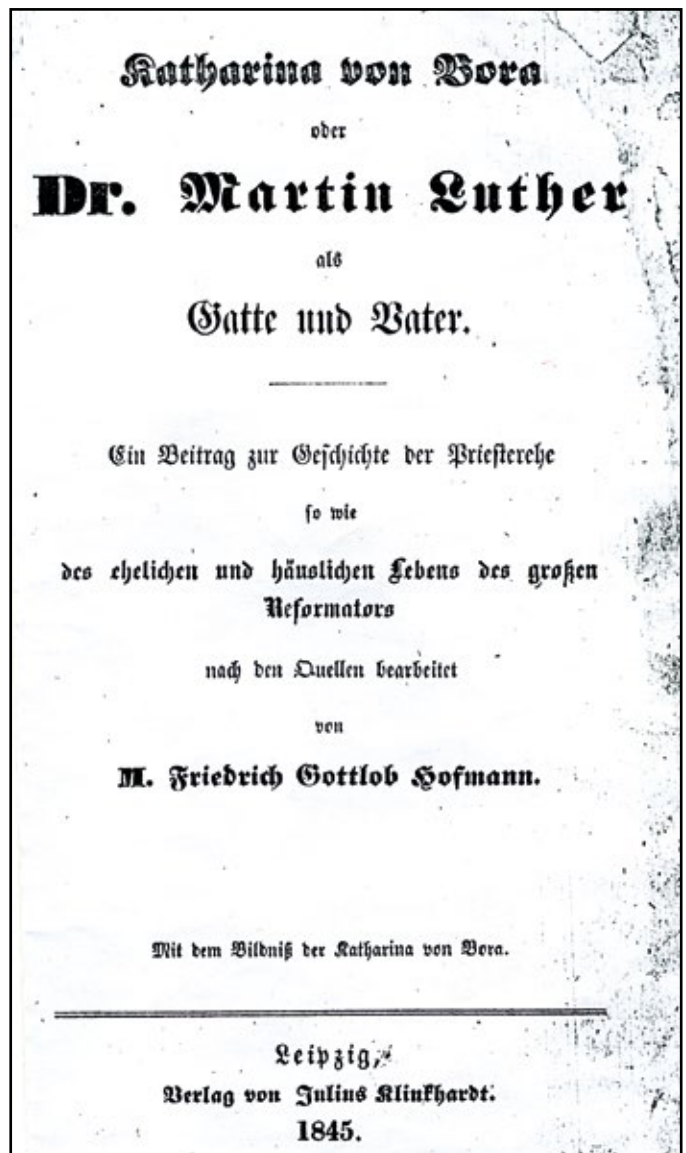 Katharina von Bora
oder
Dr. Martin Luther
als
Gatte und Vater.
Ein Beitrag zur Geschichte der Priesterehe
so wie
des ehelichen und häuslichen Lebens des großen
Reformators
nach den Quellen bearbeitet
von
M. Friedrich Gottlob Hofmann.
Mit dem Bildniß der Katharina von Bora.
Leipzig,
Verlag von Julius Klinkhardt.
1845.